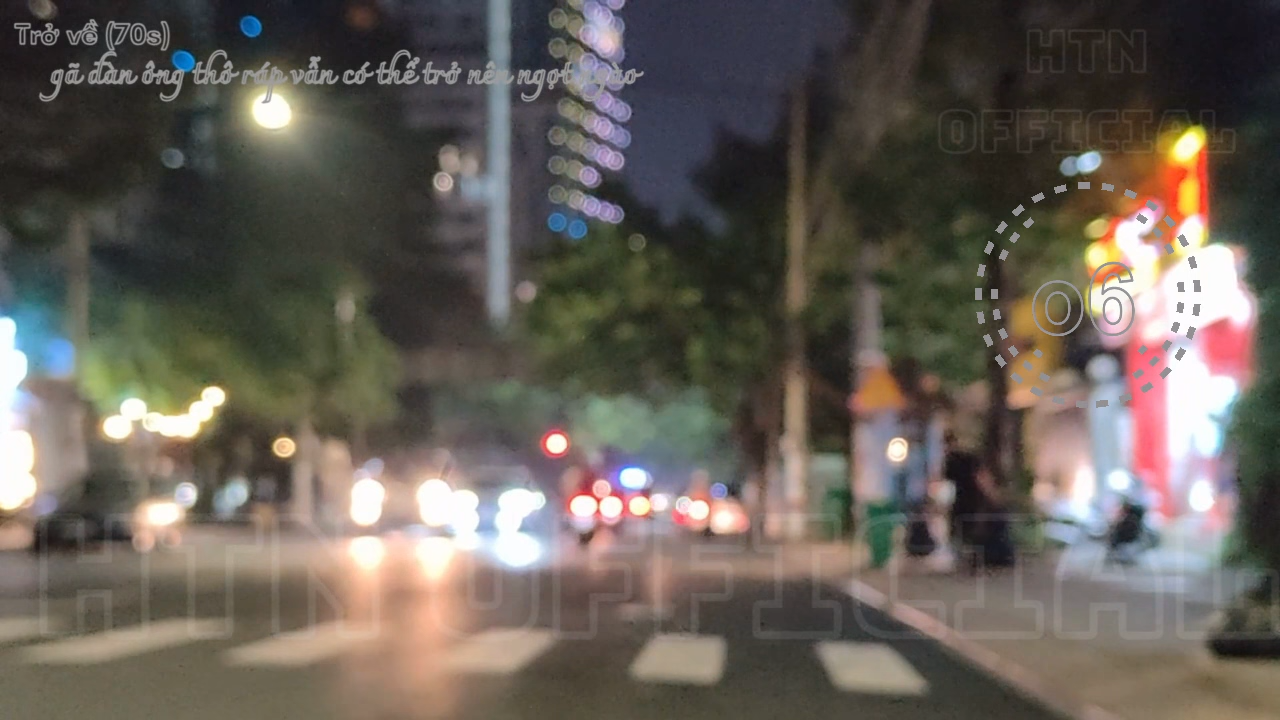 Trở về (70s)
gã đàn ông thô ráp vẫn có thể trở nên ngọt ngào
HTN
OFFICIAL
06
HTN OFFICIAL